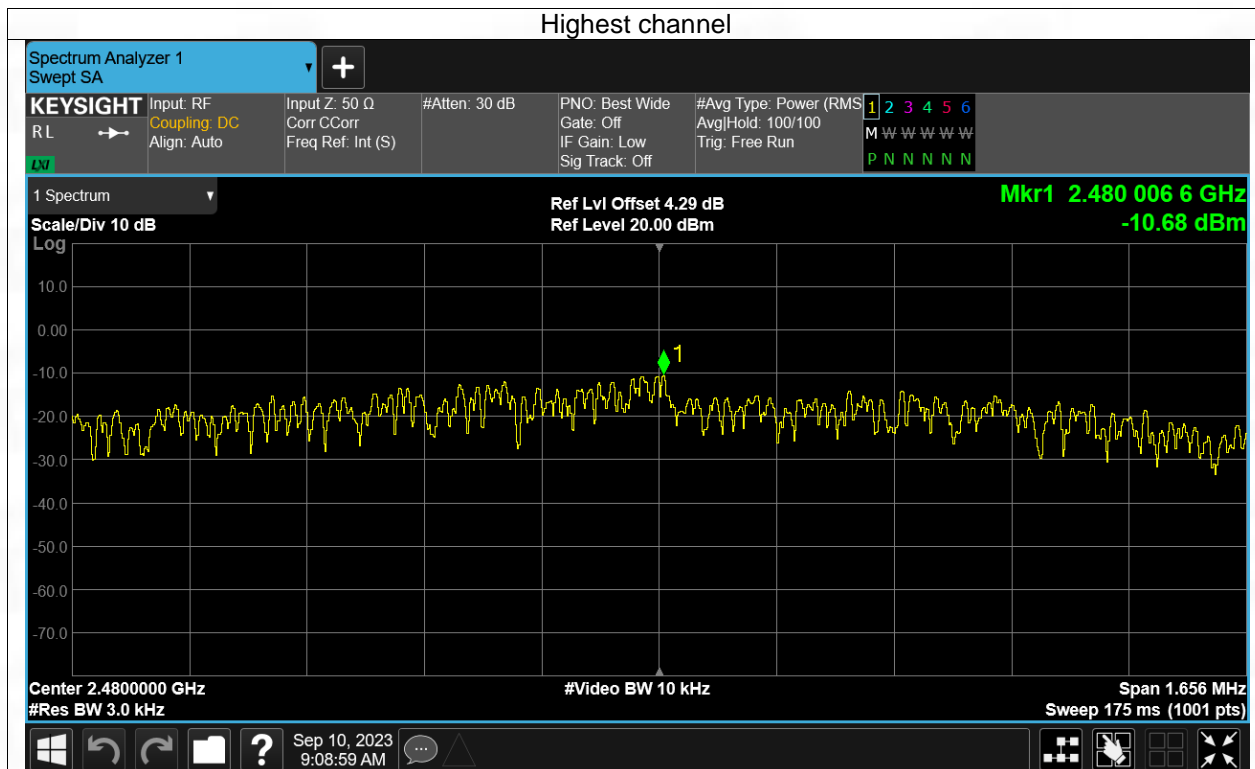 Highest channel
Spectrum Analyzer 1
Swept SA
KEYSIGHT
R L
LXI
Input: RF
Coupling: DC
Align: Auto
Input Z: 50 Ω
Corr CCorr
Freq Ref: Int (S)
#Atten: 30 dB
PNO: Best Wide
Gate: Off
IF Gain: Low
Sig Track: Off
#Avg Type: Power (RMS
Avg|Hold: 100/100
Trig: Free Run
1 2 3 4 5 6
M W W W W W
P N N N N N
1 Spectrum
Scale/Div 10 dB
Ref Lvl Offset 4.29 dB
Ref Level 20.00 dBm
Mkr1 2.480 006 6 GHz
-10.68 dBm
Log
10.0
0.00
-10.0
-20.0
-30.0
-40.0
-50.0
-60.0
-70.0
1
Center 2.4800000 GHz
#Res BW 3.0 kHz
#Video BW 10 kHz
Span 1.656 MHz
Sweep 175 ms (1001 pts)
?
Sep 10, 2023
9:08:59 AM